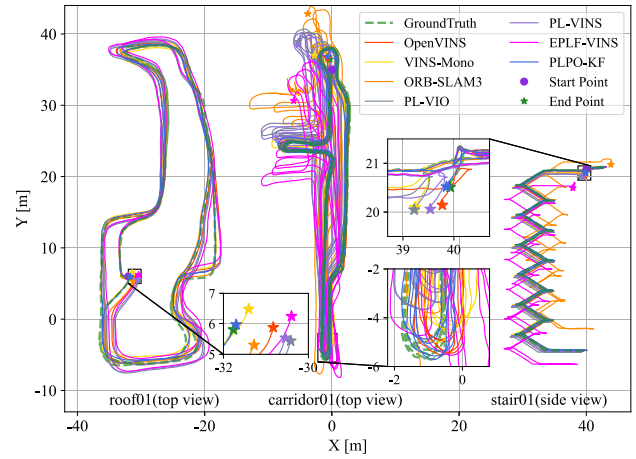 GroundTruth
OpenVINS
VINS-Mono
ORB-SLAM3
PL-VIO
PL-VINS
EPLF-VINS
PLPO-KF
Start Point
End Point
Y [m]
40
30
20
10
0
-10
7
6
5
-32
-30
21
20
39
40
-2
-4
-6
-2
0
roof01(top view)
carridor01(top view)
stair01(side view)
-40
-20
0
20
40
X [m]